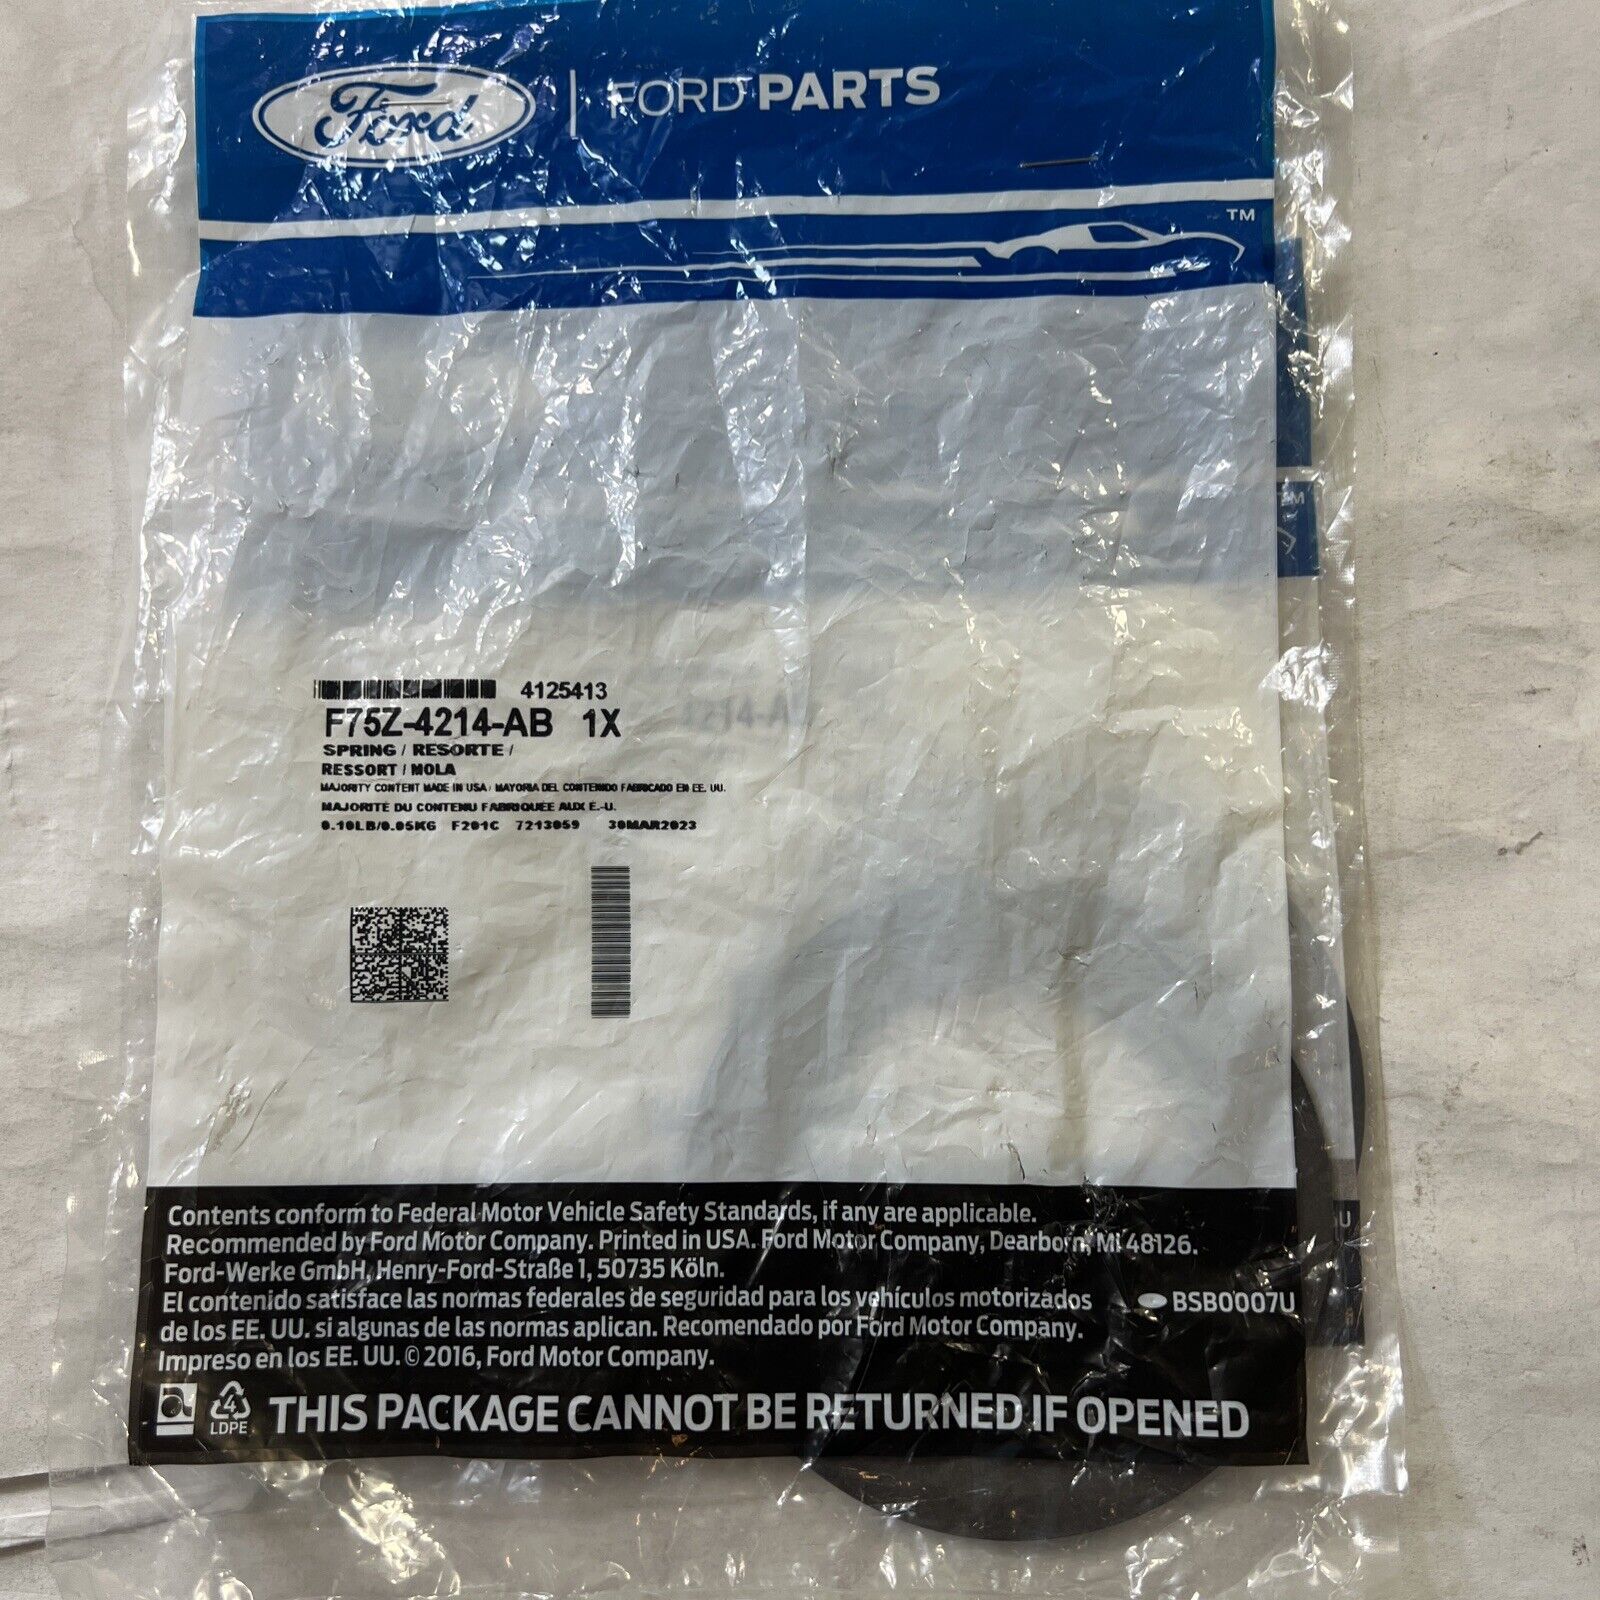 Ford | FORD PARTS
TM
4125413
F75Z-4214-AB 1X
SPRING / RESORTE /
RESSORT / MOLA
MAJORITY CONTENT MADE IN USA / MAYORIA DEL CONTENIDO FABRICADO EN EE. UU.
MAJORITÉ DU CONTENU FABRIQUÉE AUX É.-U.
0.10LB/0.05KG F201C 7213059 30MAR2023
TM
Contents conform to Federal Motor Vehicle Safety Standards, if any are applicable.
Recommended by Ford Motor Company. Printed in USA. Ford Motor Company, Dearborn, MI 48126.
Ford-Werke GmbH, Henry-Ford-Straße 1, 50735 Köln.
El contenido satisface las normas federales de seguridad para los vehículos motorizados
de los EE. UU. si algunas de las normas aplican. Recomendado por Ford Motor Company.
Impreso en los EE. UU. © 2016, Ford Motor Company.
BSB0007U
4
LDPE
THIS PACKAGE CANNOT BE RETURNED IF OPENED